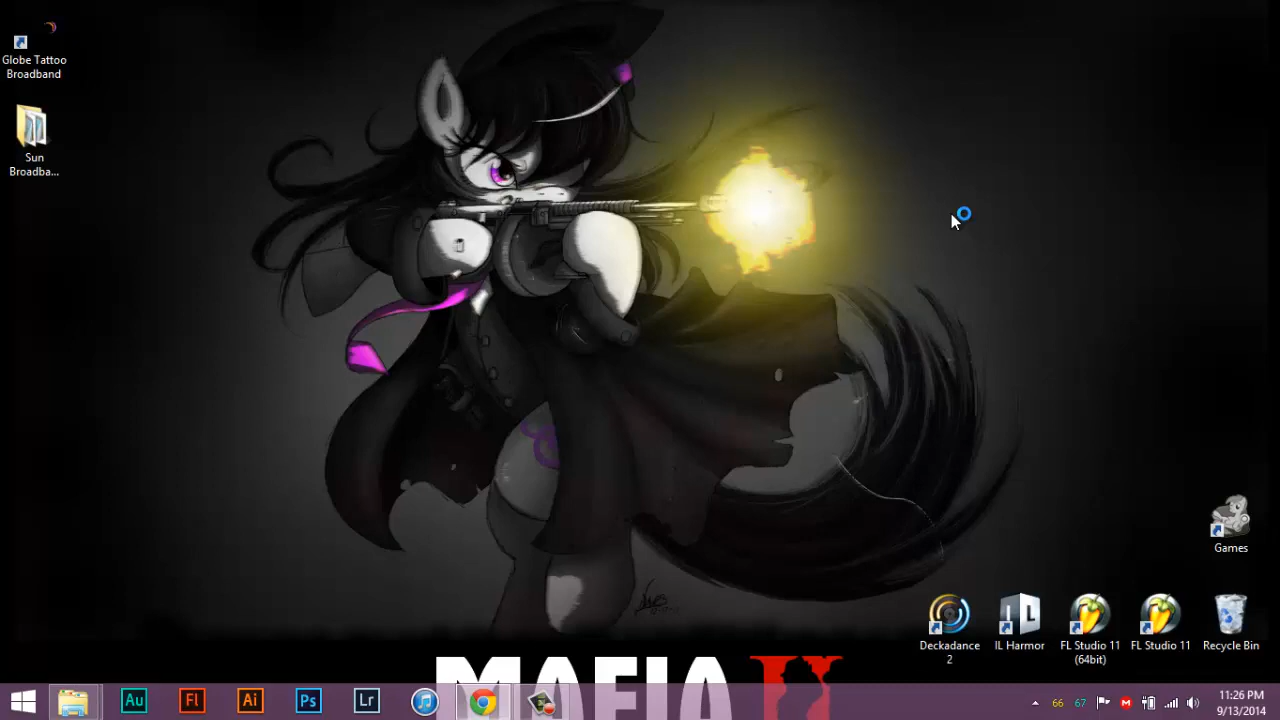 Globe Tattoo
Broadband
Sun
Broadba...
MAFIA II
Games
Deckadance
2
IL Harmor
FL Studio 11
(64bit)
FL Studio 11
Recycle Bin
Au
Fl
Ai
Ps
Lr
66
67
11:26 PM
9/13/2014